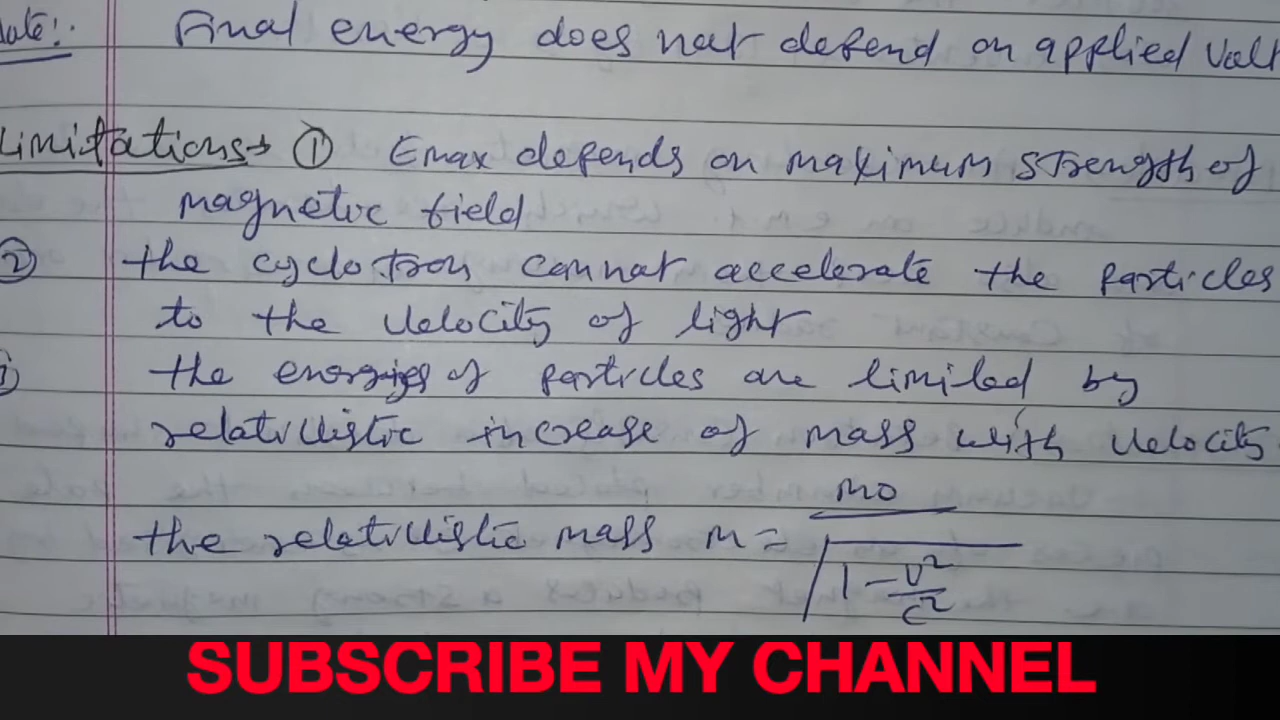 Final energy does not depend on applied Volt
Limitations→ ① Emax depends on maximum strength of
magnetic field
② the cyclotron cannot accelerate the particles
to the velocity of light
the energies of particles are limited by
relativistic increase of mass with velocity
the relativistic mass m = m0 / √1 - v²/c²
SUBSCRIBE MY CHANNEL